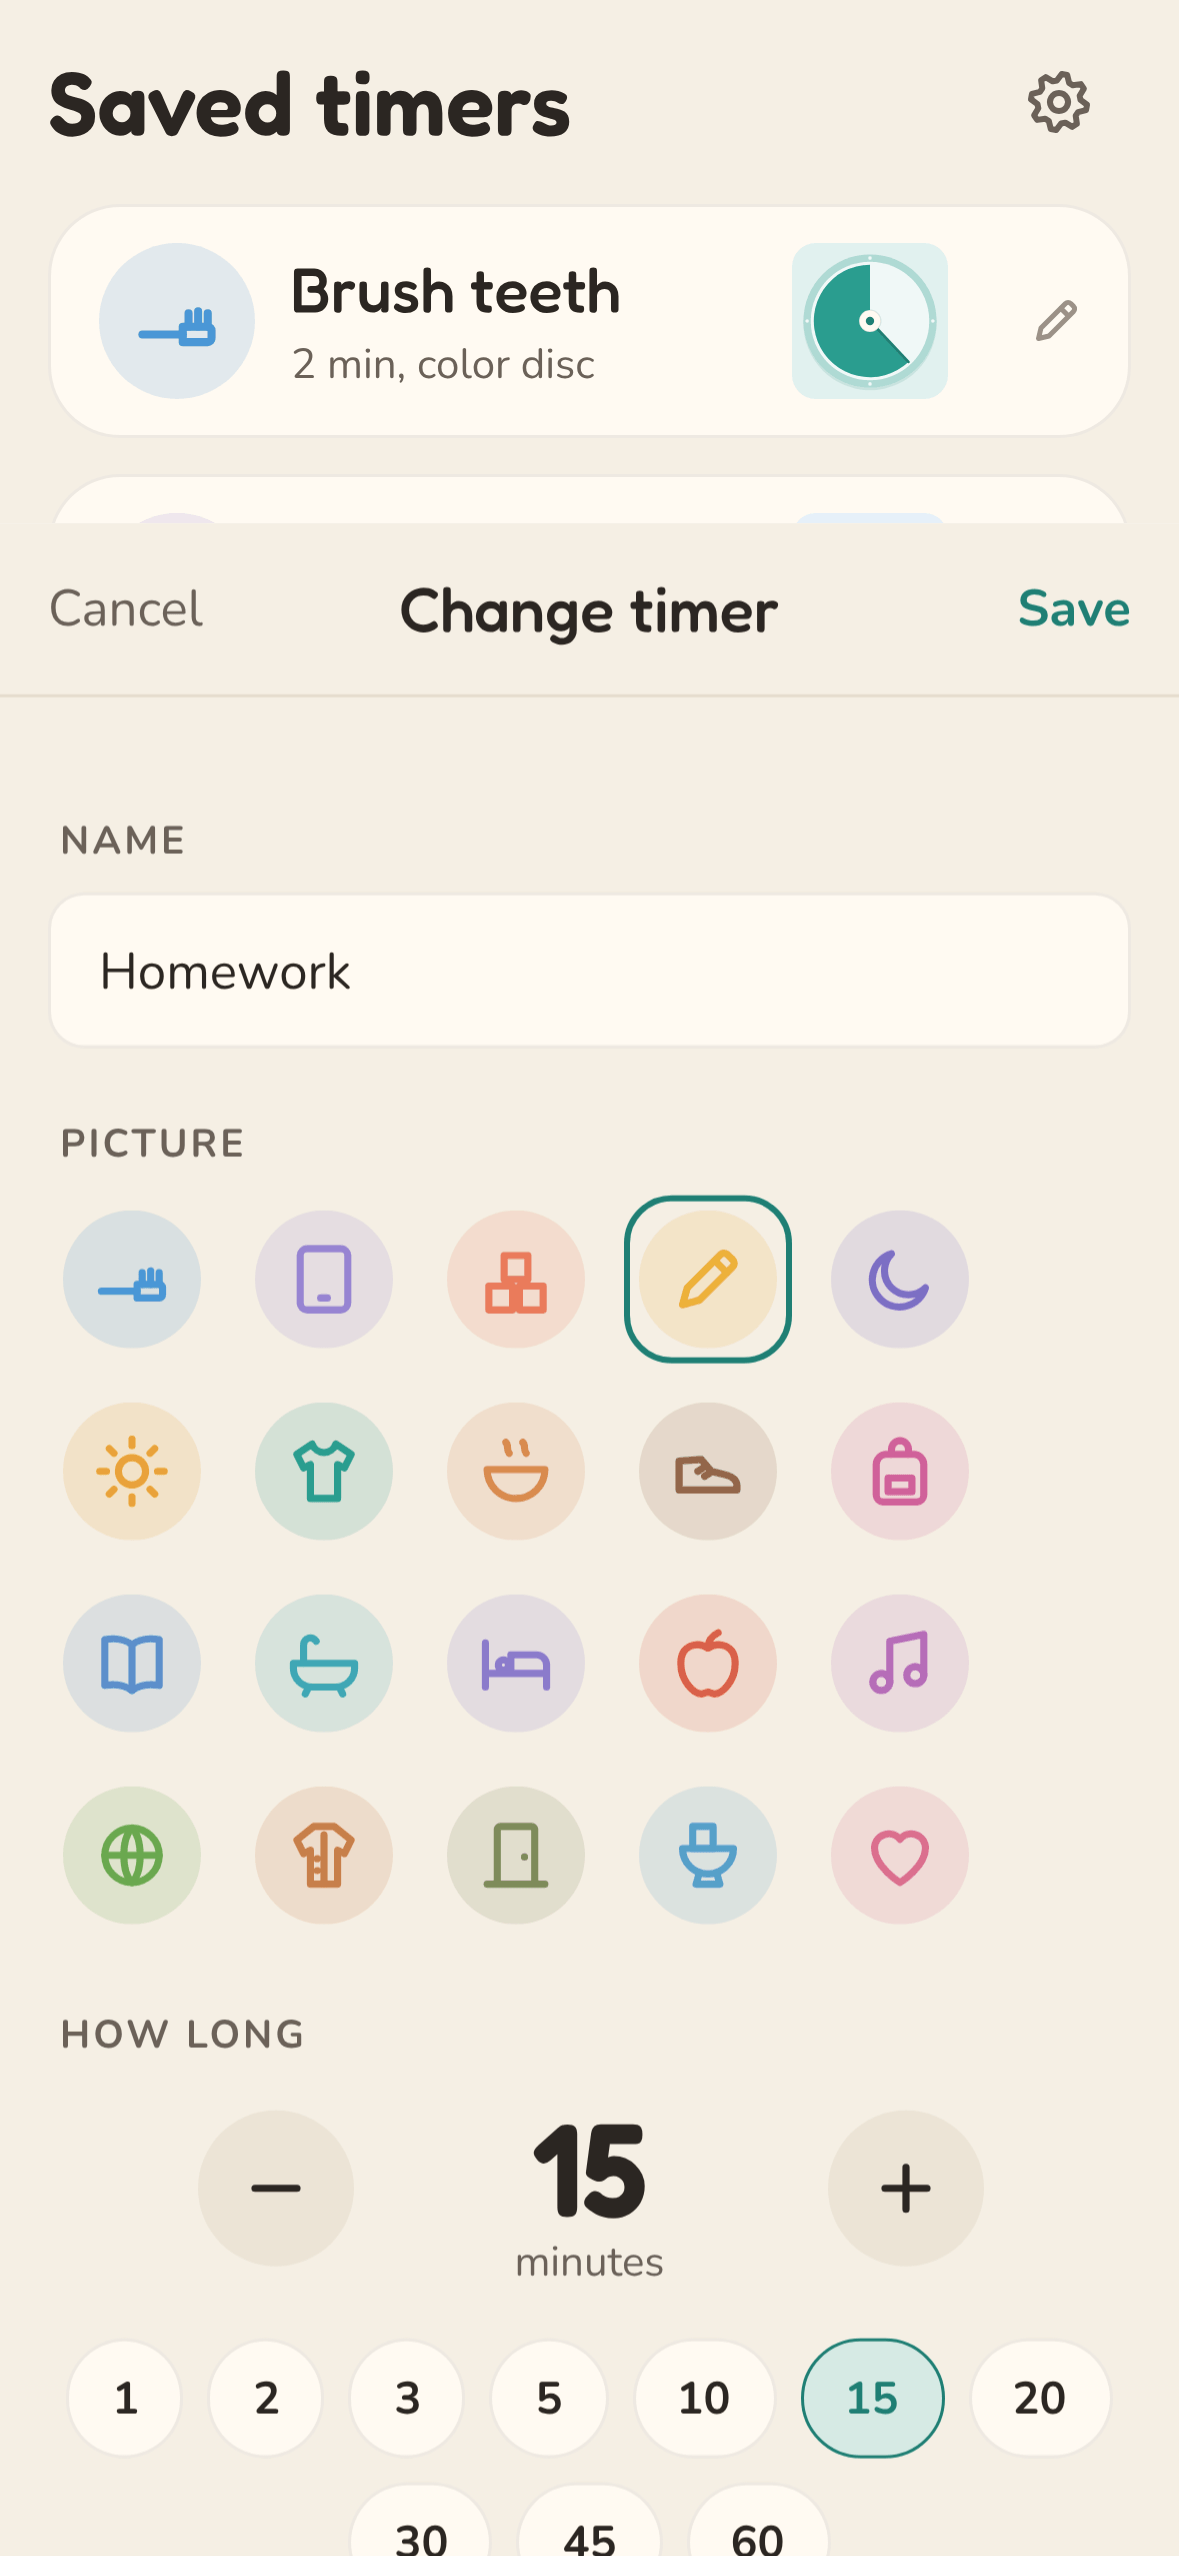 Saved timers
Brush teeth
2 min, color disc
Cancel Change timer Save
NAME
Homework
PICTURE
HOW LONG
15
minutes
1 2 3 5 10 15 20
30 45 60